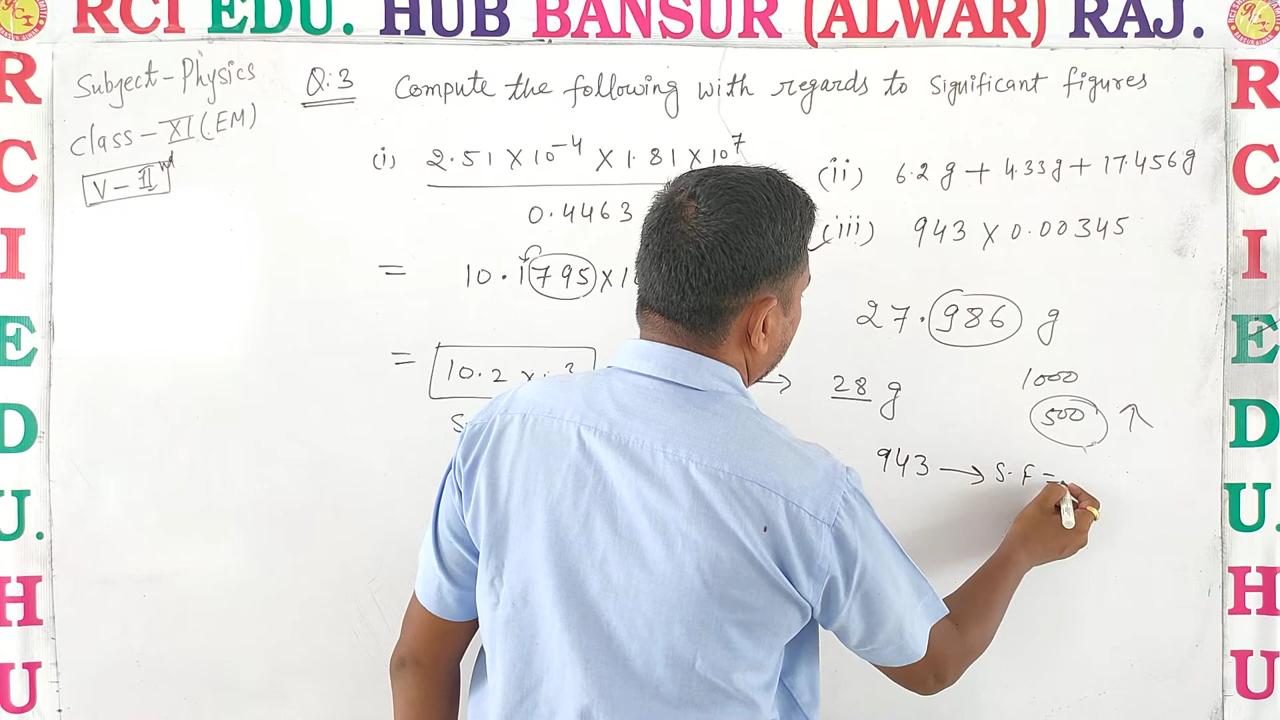 RCI EDU. HUB BANSUR (ALWAR) RAJ.
R
C
I
E
D
U.
H
U
Subject-Physics
Class-XI(EM)
V-II
Q.3 Compute the following with regards to significant figures
(i) 2.51 X 10⁻⁴ X 1.81 X 10⁷
0.4463
= 10.1795 X 1
= 10.2 X
(ii) 6.2 g + 4.33g + 17.456g
(iii) 943 X 0.00345
27.986 g
→ 28 g
1000
500 ↑
943 → S.F =
R
C
I
E
D
U.
H
U